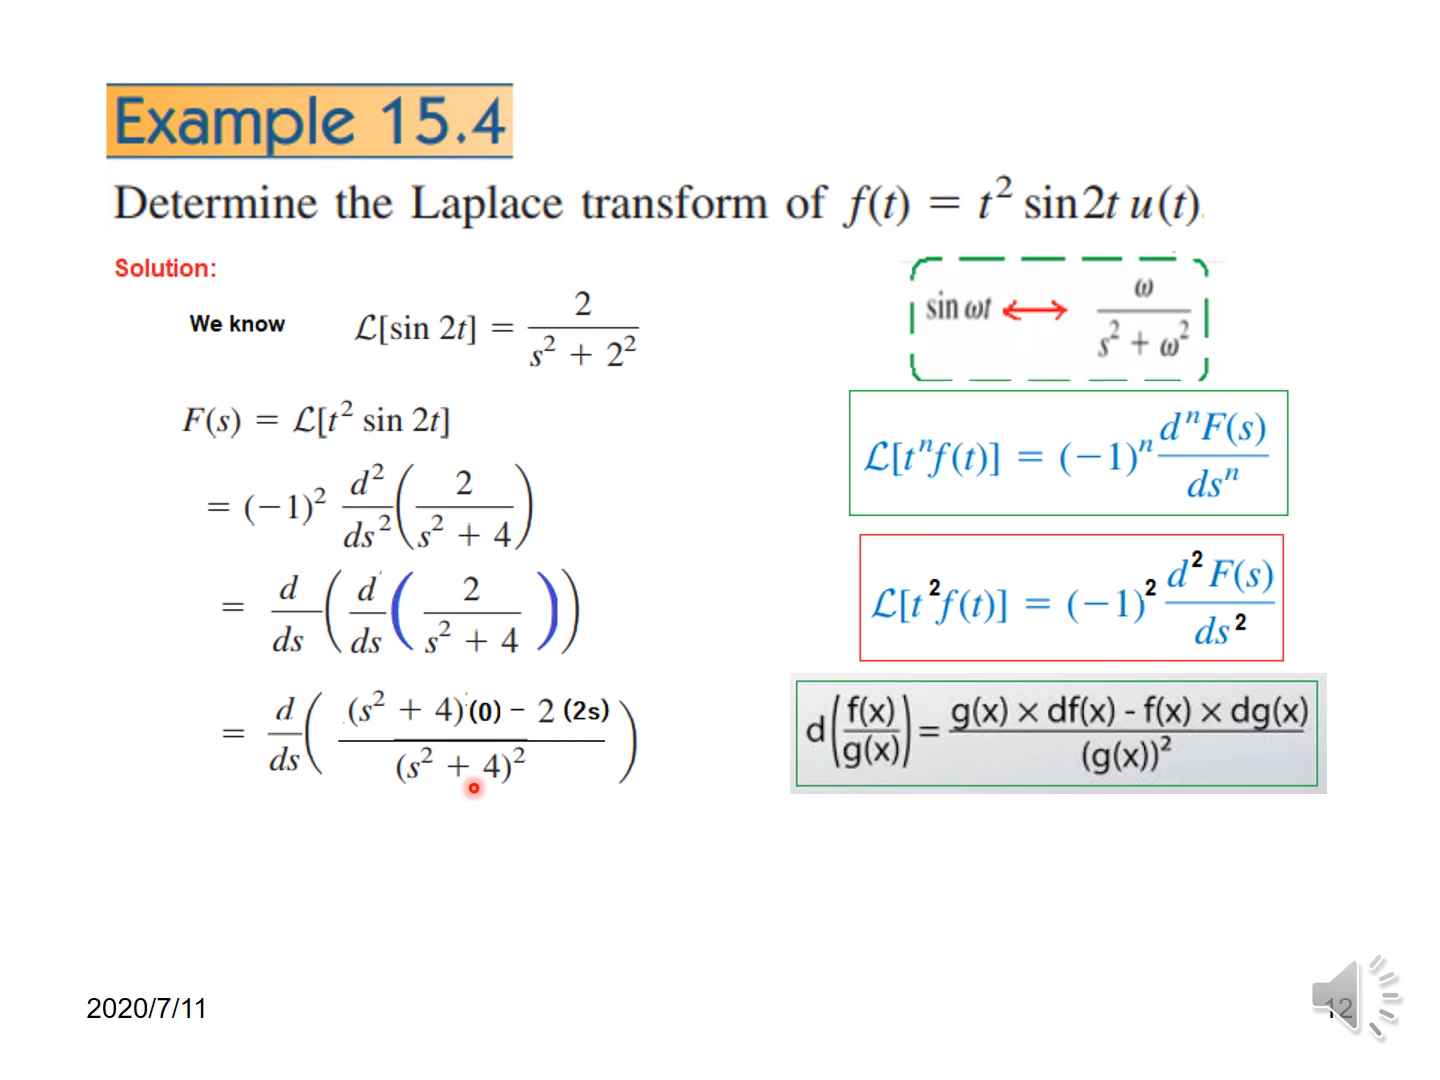 Example 15.4
Determine the Laplace transform of f(t) = t² sin2t u(t).
Solution:
We know ℒ[sin 2t] = 2 / (s² + 2²)
sin ωt ↔ ω / (s² + ω²)
F(s) = ℒ[t² sin 2t]
ℒ[tⁿf(t)] = (−1)ⁿ dⁿF(s) / dsⁿ
= (−1)² d²/ds² (2 / (s² + 4))
= d/ds (d/ds (2 / (s² + 4)))
ℒ[t²f(t)] = (−1)² d² F(s) / ds²
= d/ds ((s² + 4)(0) − 2 (2s) / (s² + 4)²)
d(f(x)/g(x)) = g(x) × df(x) - f(x) × dg(x) / (g(x))²
2020/7/11
12